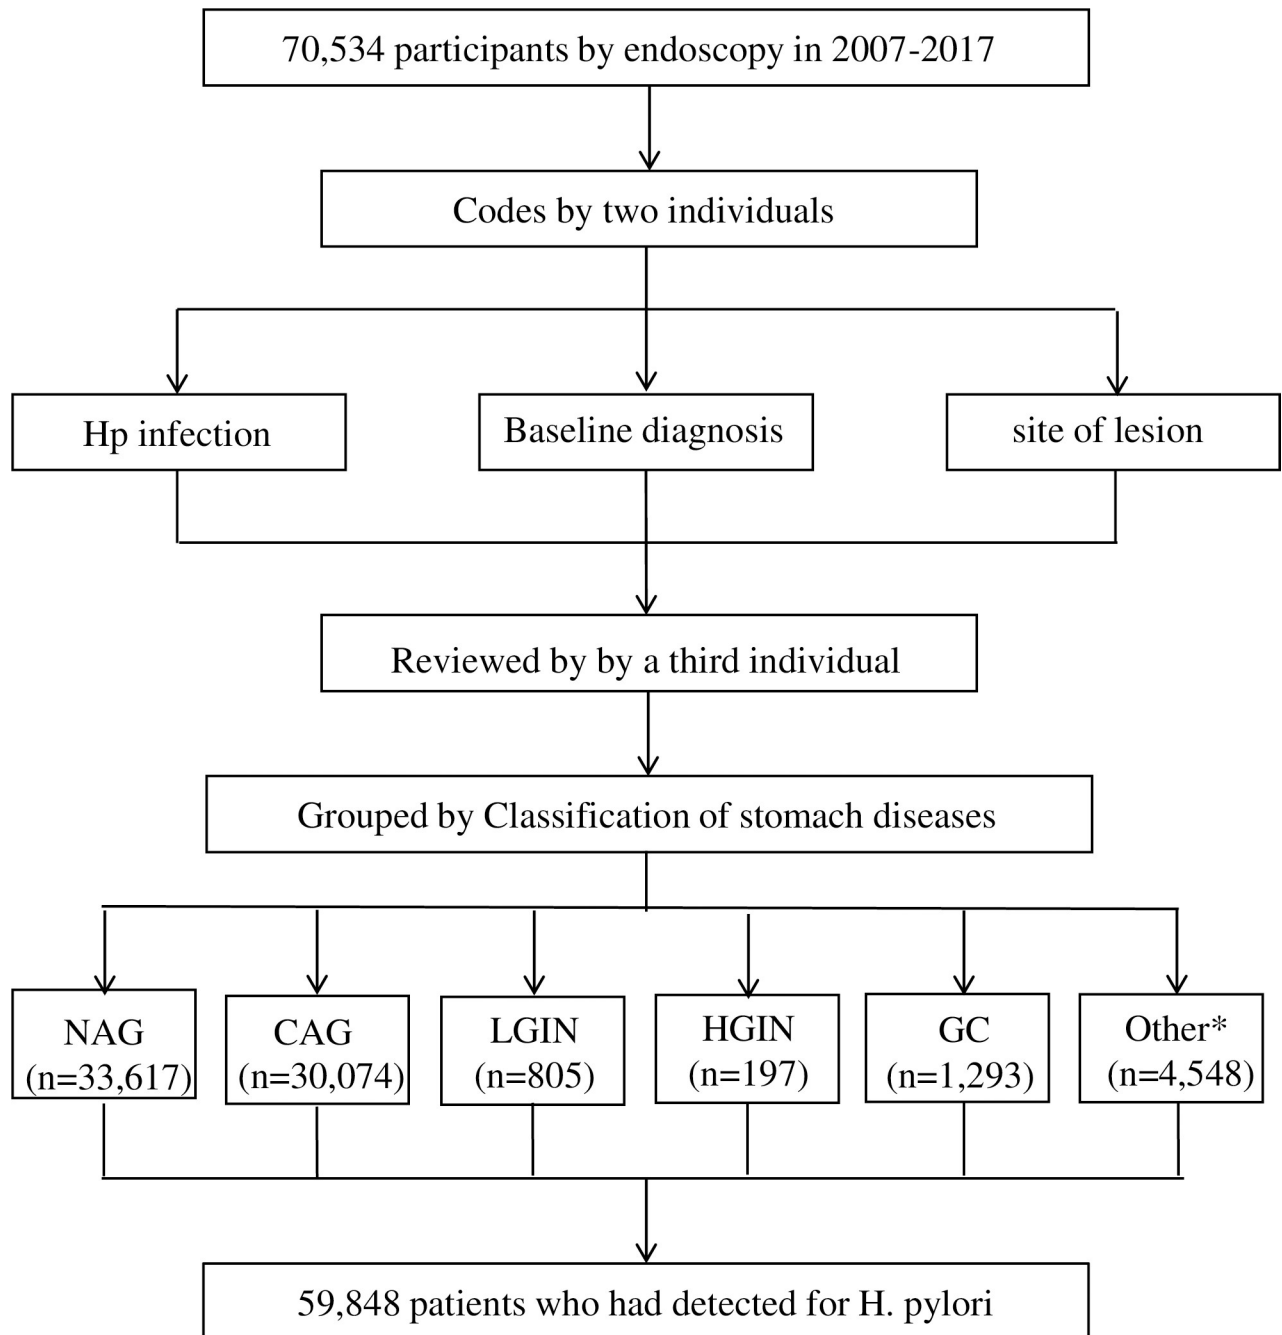 70,534 participants by endoscopy in 2007-2017
Codes by two individuals
Hp infection
Baseline diagnosis
site of lesion
Reviewed by by a third individual
Grouped by Classification of stomach diseases
NAG
(n=33,617)
CAG
(n=30,074)
LGIN
(n=805)
HGIN
(n=197)
GC
(n=1,293)
Other*
(n=4,548)
59,848 patients who had detected for H. pylori